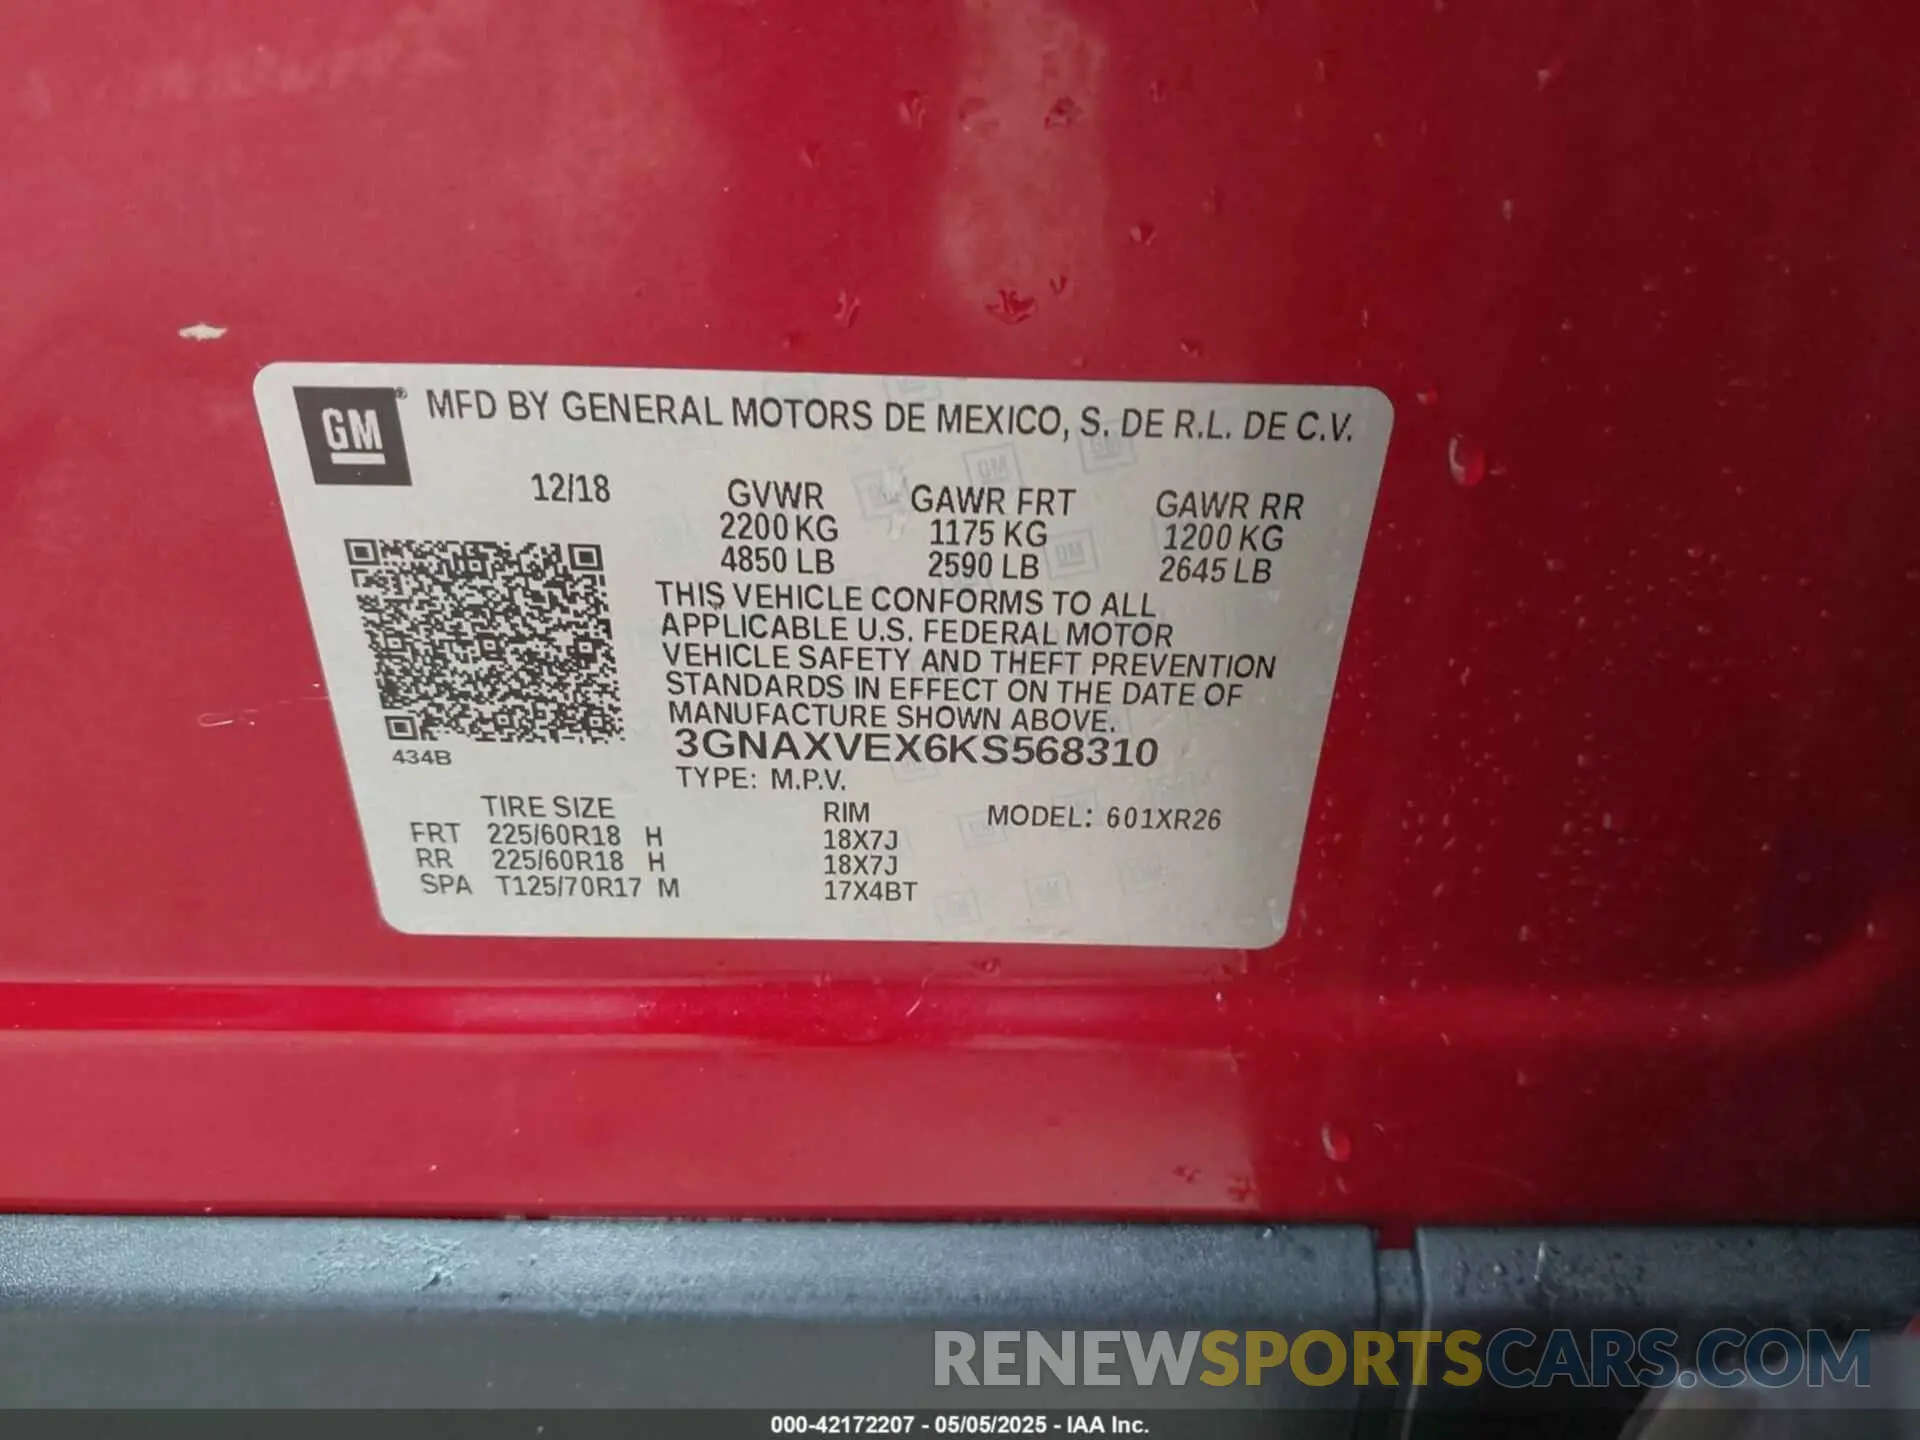 GM® MFD BY GENERAL MOTORS DE MEXICO, S. DE R.L. DE C.V.
12/18
GVWR GAWR FRT GAWR RR
2200 KG 1175 KG 1200 KG
4850 LB 2590 LB 2645 LB
THIS VEHICLE CONFORMS TO ALL
APPLICABLE U.S. FEDERAL MOTOR
VEHICLE SAFETY AND THEFT PREVENTION
STANDARDS IN EFFECT ON THE DATE OF
MANUFACTURE SHOWN ABOVE.
3GNAXVEX6KS568310
434B
TYPE: M.P.V.
TIRE SIZE RIM MODEL: 601XR26
FRT 225/60R18 H 18X7J
RR 225/60R18 H 18X7J
SPA T125/70R17 M 17X4BT
RENEWSPORTSCARS.COM
000-42172207 - 05/05/2025 - IAA Inc.